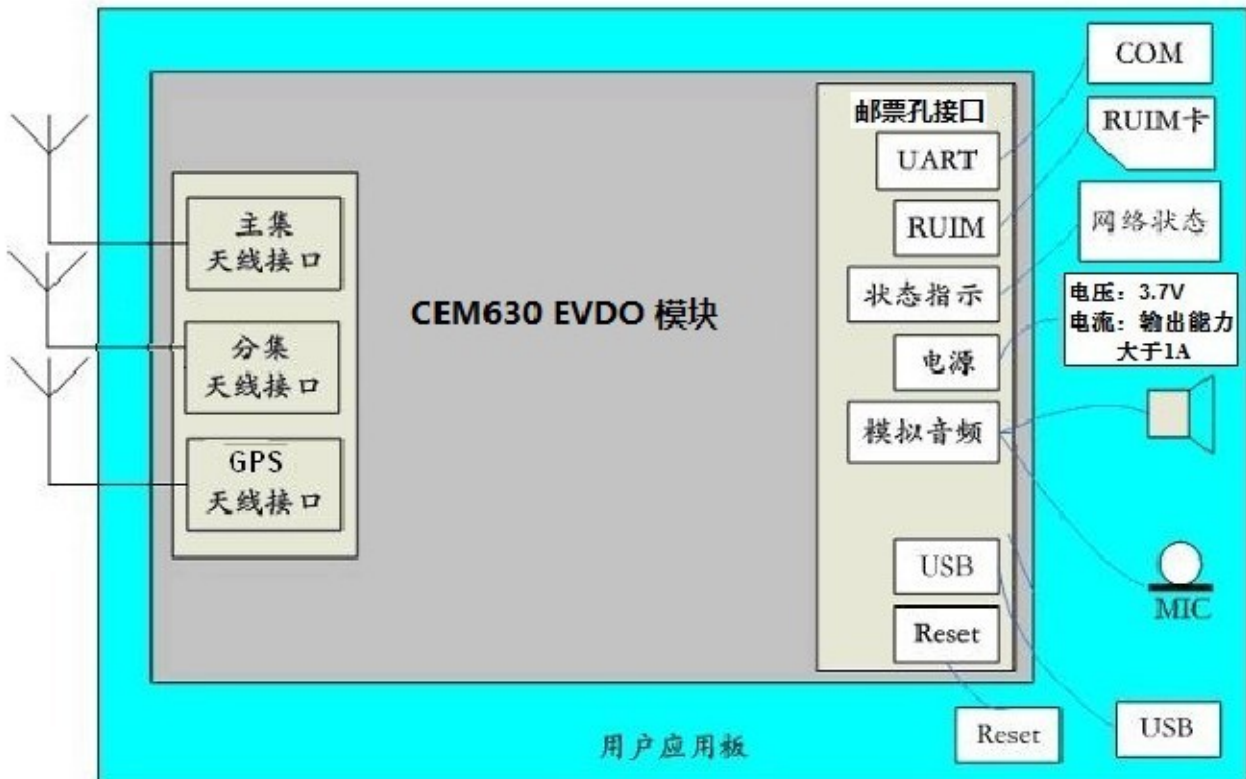 主集
天线接口
分集
天线接口
GPS
天线接口
CEM630 EVDO 模块
邮票孔接口
UART
RUIM
状态指示
电源
模拟音频
USB
Reset
COM
RUIM卡
网络状态
电压：3.7V
电流：输出能力
大于1A
MIC
USB
Reset
用户应用板